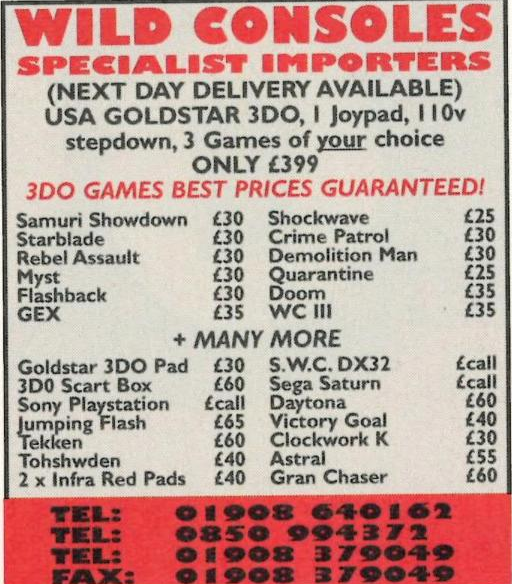 WILD CONSOLES
SPECIALIST IMPORTERS
(NEXT DAY DELIVERY AVAILABLE)
USA GOLDSTAR 3DO, 1 Joypad, 110v
stepdown, 3 Games of your choice
ONLY £399
3DO GAMES BEST PRICES GUARANTEED!
Samuri Showdown £30 Shockwave £25
Starblade £30 Crime Patrol £30
Rebel Assault £30 Demolition Man £30
Myst £30 Quarantine £25
Flashback £30 Doom £35
GEX £35 WC III £35
+ MANY MORE
Goldstar 3DO Pad £30 S.W.C. DX32 £call
3D0 Scart Box £60 Sega Saturn £call
Sony Playstation £call Daytona £60
Jumping Flash £65 Victory Goal £40
Tekken £60 Clockwork K £30
Tohshwden £40 Astral £55
2 x Infra Red Pads £40 Gran Chaser £60
TEL: 01908 640162
TEL: 0850 994372
TEL: 01908 379049
FAX: 01908 379049